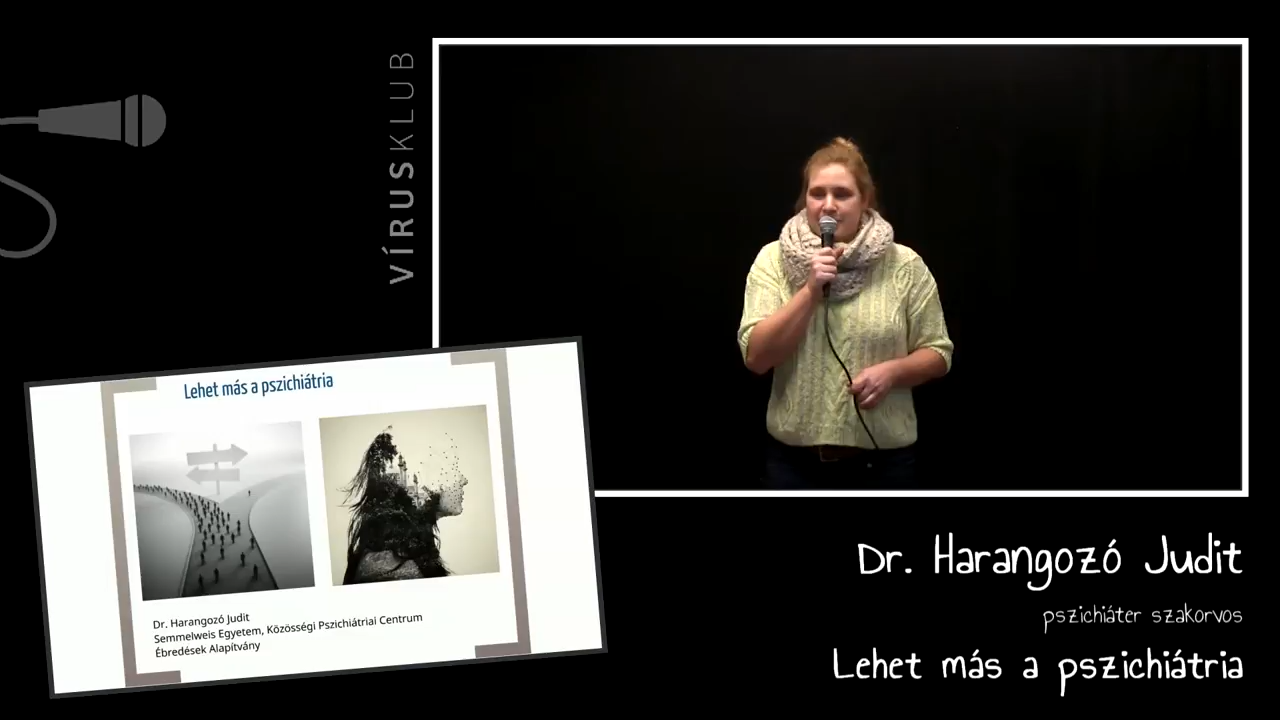 VÍRUSKLUB
Lehet más a pszichiátria
Dr. Harangozó Judit
Semmelweis Egyetem, Közösségi Pszichiátriai Centrum
Ébredések Alapítvány
Dr. Harangozó Judit
pszichiáter szakorvos
Lehet más a pszichiátria